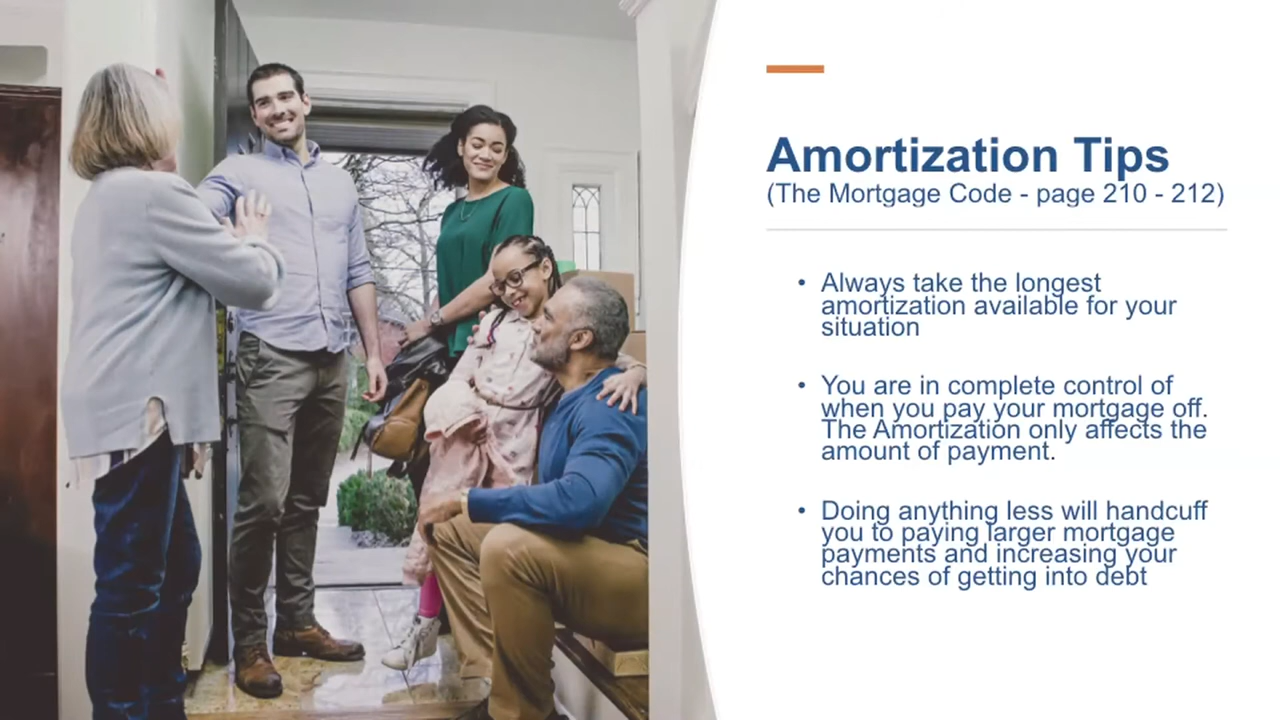 Amortization Tips
(The Mortgage Code - page 210 - 212)
• Always take the longest
amortization available for your
situation
• You are in complete control of
when you pay your mortgage off.
The Amortization only affects the
amount of payment.
• Doing anything less will handcuff
you to paying larger mortgage
payments and increasing your
chances of getting into debt